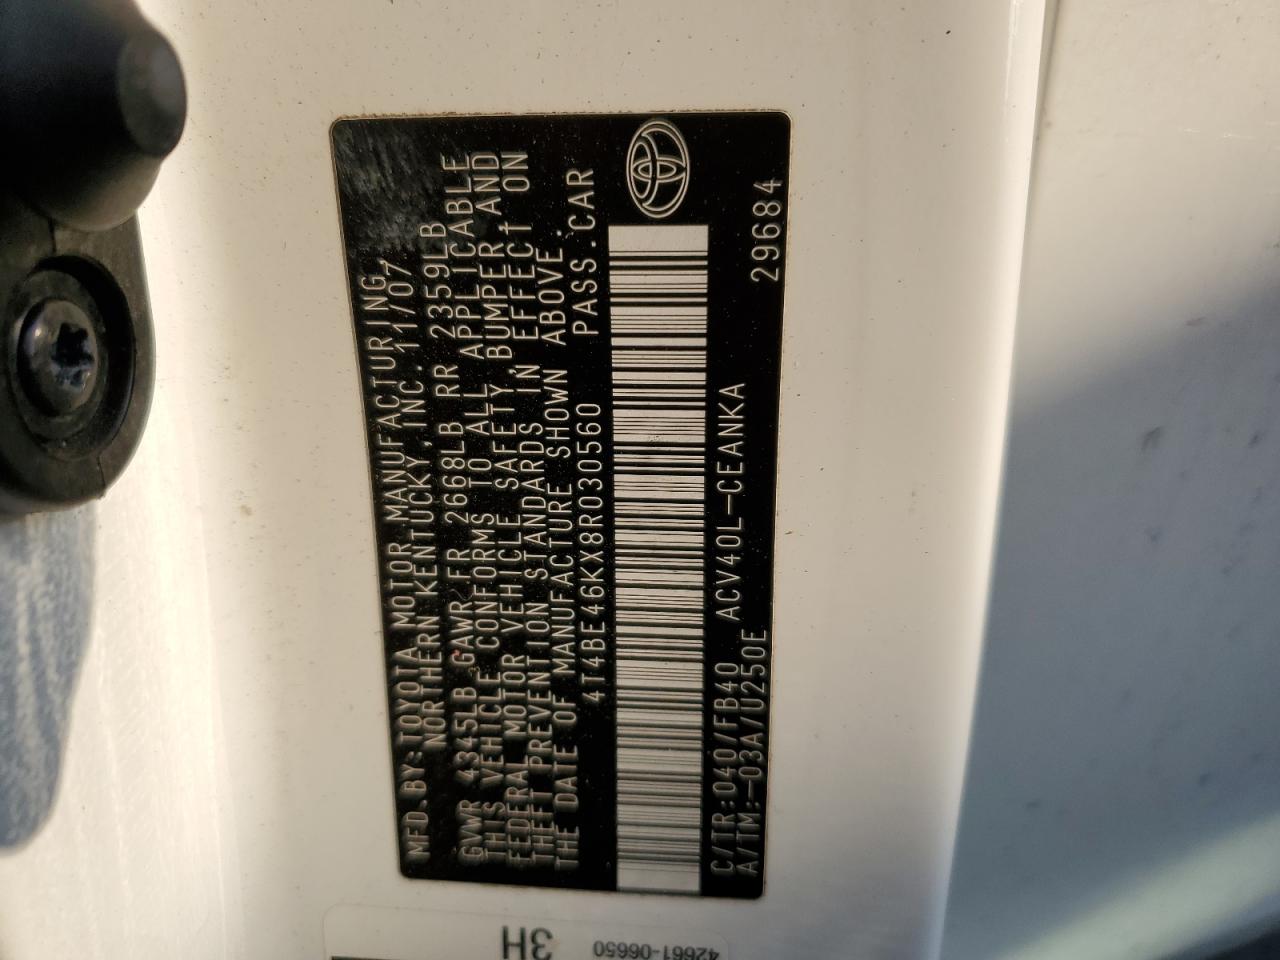 MFD.BY:TOYOTA MOTOR MANUFACTURING,
NORTHERN KENTUCKY,INC. 11/07
GVWR 4345LB GAWR FR 2668LB RR 2359LB
THIS VEHICLE CONFORMS TO ALL APPLICABLE
FEDERAL MOTOR VEHICLE SAFETY,BUMPER AND
THEFT PREVENTION STANDARDS IN EFFECT ON
THE DATE OF MANUFACTURE SHOWN ABOVE.
4T4BE46KX8R030560 PASS.CAR
C/TR:040/FB40 ACV40L-CEANKA
A/TM:-03A/U250E 29684
3H
42661-06650